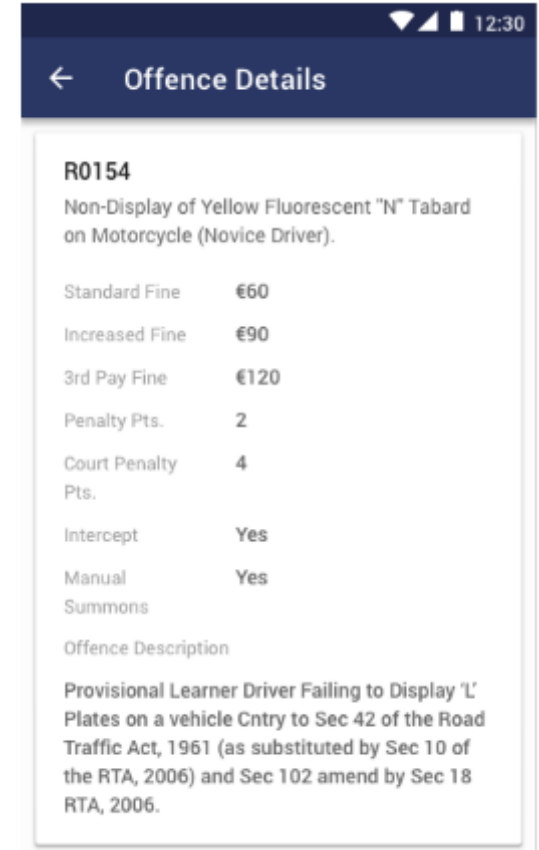 12:30
Offence Details
R0154
Non-Display of Yellow Fluorescent "N" Tabard
on Motorcycle (Novice Driver).
Standard Fine €60
Increased Fine €90
3rd Pay Fine €120
Penalty Pts. 2
Court Penalty 4
Pts.
Intercept Yes
Manual Yes
Summons
Offence Description
Provisional Learner Driver Failing to Display ‘L’
Plates on a vehicle Cntry to Sec 42 of the Road
Traffic Act, 1961 (as substituted by Sec 10 of
the RTA, 2006) and Sec 102 amend by Sec 18
RTA, 2006.